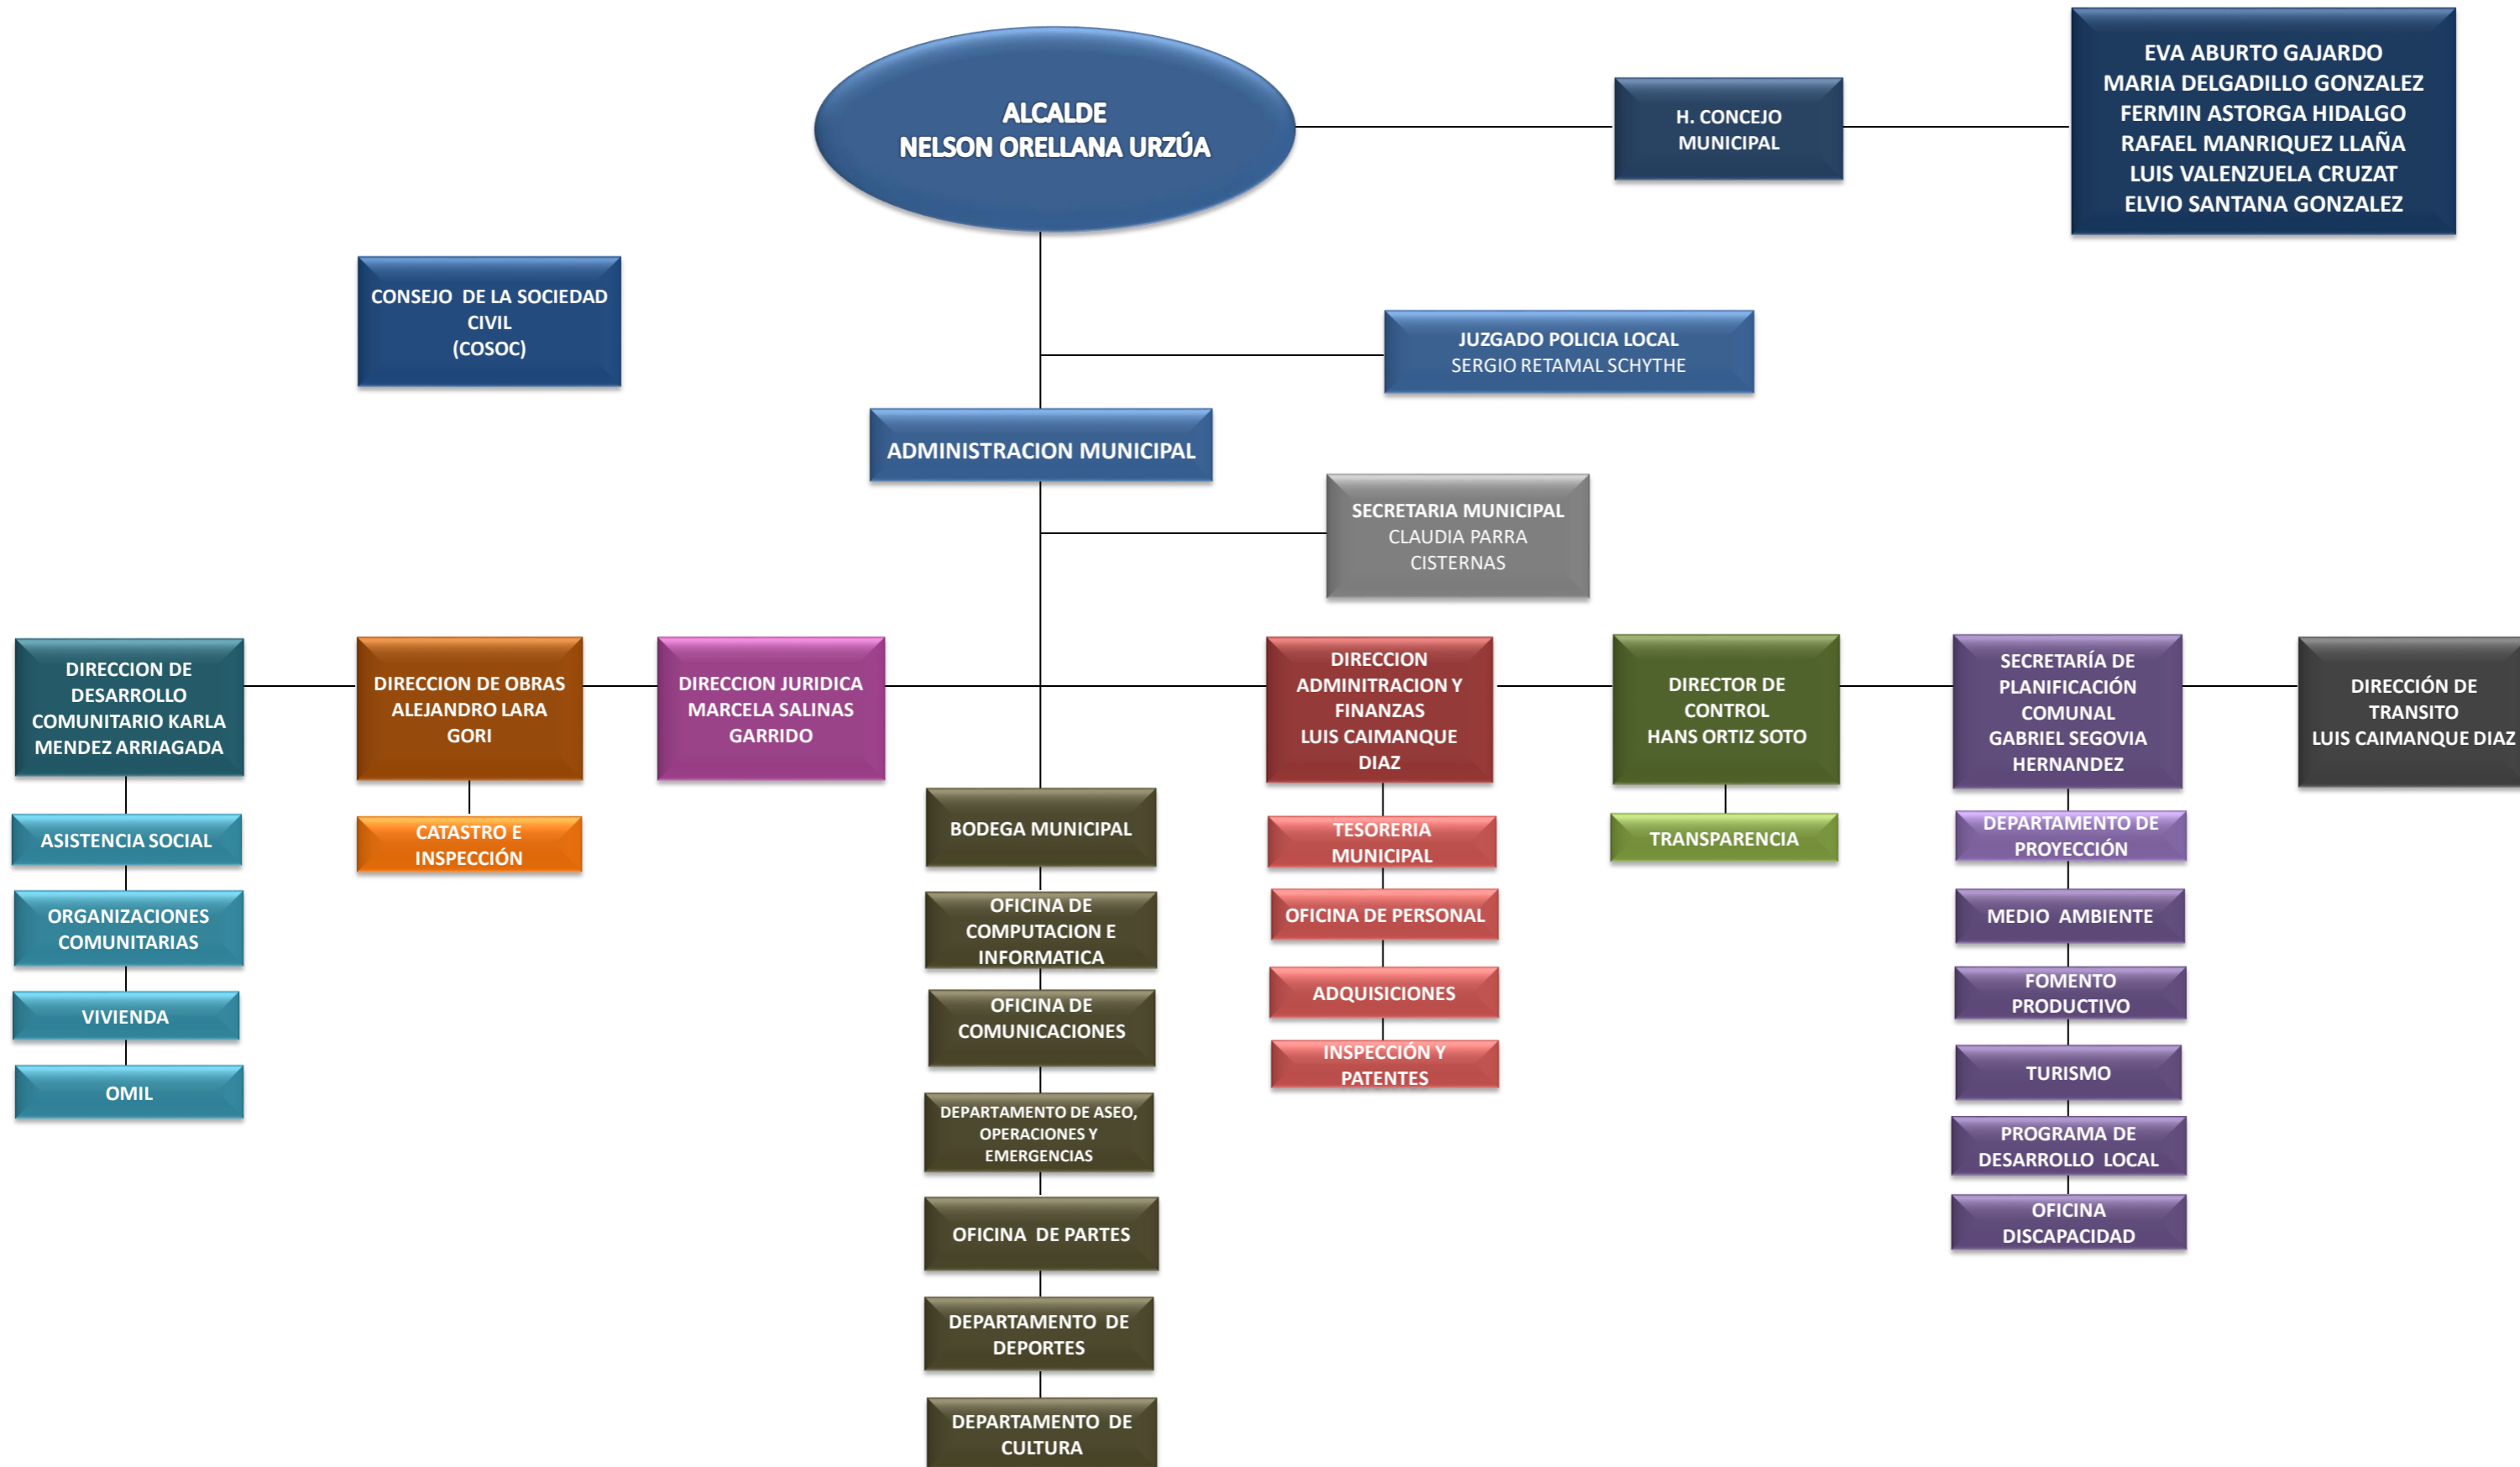 ALCALDE
NELSON ORELLANA URZÚA
H. CONCEJO
MUNICIPAL
EVA ABURTO GAJARDO
MARIA DELGADILLO GONZALEZ
FERMIN ASTORGA HIDALGO
RAFAEL MANRIQUEZ LLAÑA
LUIS VALENZUELA CRUZAT
ELVIO SANTANA GONZALEZ
CONSEJO DE LA SOCIEDAD
CIVIL
(COSOC)
JUZGADO POLICIA LOCAL
SERGIO RETAMAL SCHYTHE
ADMINISTRACION MUNICIPAL
SECRETARIA MUNICIPAL
CLAUDIA PARRA
CISTERNAS
DIRECCION DE
DESARROLLO
COMUNITARIO KARLA
MENDEZ ARRIAGADA
ASISTENCIA SOCIAL
ORGANIZACIONES
COMUNITARIAS
VIVIENDA
OMIL
DIRECCION DE OBRAS
ALEJANDRO LARA
GORI
CATASTRO E
INSPECCIÓN
DIRECCION JURIDICA
MARCELA SALINAS
GARRIDO
BODEGA MUNICIPAL
OFICINA DE
COMPUTACION E
INFORMATICA
OFICINA DE
COMUNICACIONES
DEPARTAMENTO DE ASEO,
OPERACIONES Y
EMERGENCIAS
OFICINA DE PARTES
DEPARTAMENTO DE
DEPORTES
DEPARTAMENTO DE
CULTURA
DIRECCION
ADMINITRACION Y
FINANZAS
LUIS CAIMANQUE
DIAZ
TESORERIA
MUNICIPAL
OFICINA DE PERSONAL
ADQUISICIONES
INSPECCIÓN Y
PATENTES
DIRECTOR DE
CONTROL
HANS ORTIZ SOTO
TRANSPARENCIA
SECRETARÍA DE
PLANIFICACIÓN
COMUNAL
GABRIEL SEGOVIA
HERNANDEZ
DEPARTAMENTO DE
PROYECCIÓN
MEDIO AMBIENTE
FOMENTO
PRODUCTIVO
TURISMO
PROGRAMA DE
DESARROLLO LOCAL
OFICINA
DISCAPACIDAD
DIRECCIÓN DE
TRANSITO
LUIS CAIMANQUE DIAZ